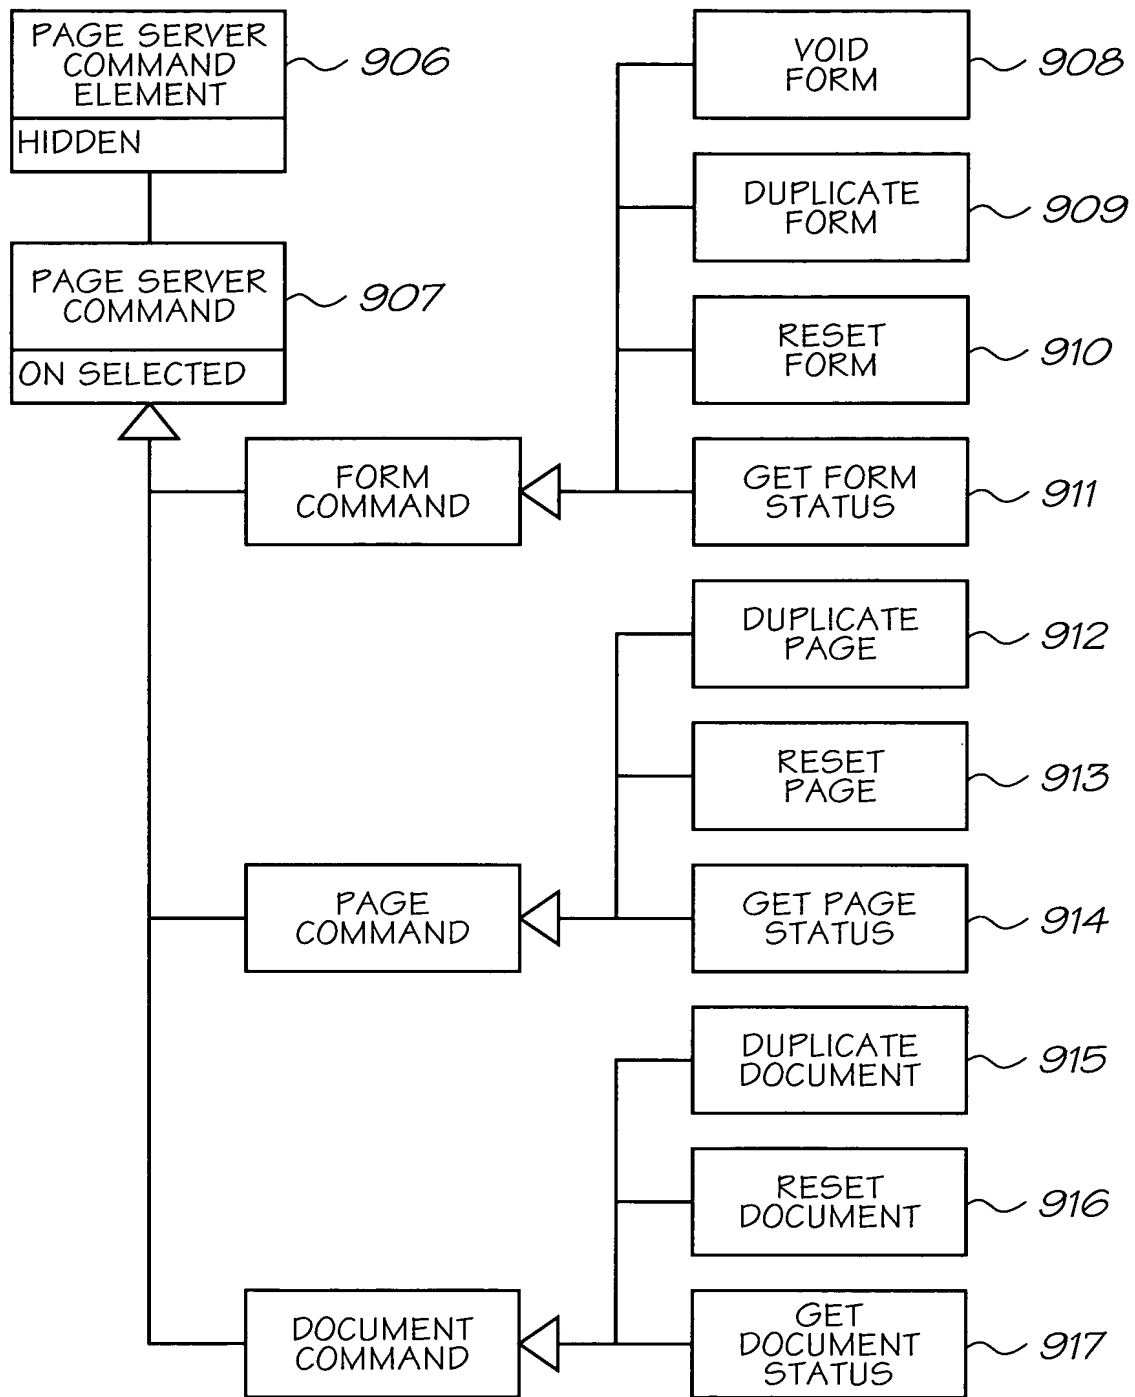 PAGE SERVER
COMMAND
ELEMENT
906
HIDDEN
PAGE SERVER
COMMAND
907
ON SELECTED
FORM
COMMAND
VOID
FORM
908
DUPLICATE
FORM
909
RESET
FORM
910
GET FORM
STATUS
911
PAGE
COMMAND
DUPLICATE
PAGE
912
RESET
PAGE
913
GET PAGE
STATUS
914
DOCUMENT
COMMAND
DUPLICATE
DOCUMENT
915
RESET
DOCUMENT
916
GET
DOCUMENT
STATUS
917